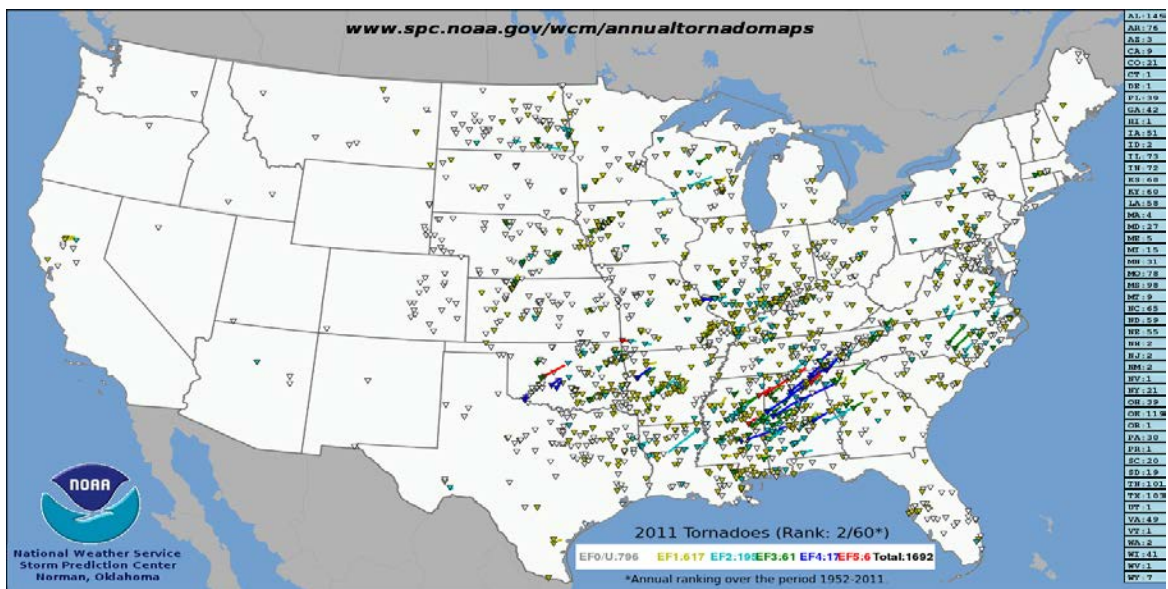 www.spc.noaa.gov/wcm/annualtornadomaps
AR:76
AZ:3
CA:9
CO:21
CT:1
DE:1
FL:39
GA:42
HI:1
IA:51
ID:2
IL:73
IN:72
KY:60
LA:58
MA:4
MD:27
ME:5
MI:15
MN:31
MO:78
MS:98
MT:9
NC:65
ND:59
NE:55
NH:2
NJ:2
NM:2
NV:1
NY:21
OH:39
OK:119
OR:1
PA:30
PR:1
SC:20
SD:19
TN:101
TX:103
UT:1
VA:49
VT:1
WA:2
WI:41
WV:1
WY:7
NOAA
National Weather Service
Storm Prediction Center
Norman, Oklahoma
2011 Tornadoes (Rank: 2/60*)
EF0/U.796 EF1.617 EF2.195 EF3.61 EF4.17 EF5.6 Total:1692
*Annual ranking over the period 1952-2011.